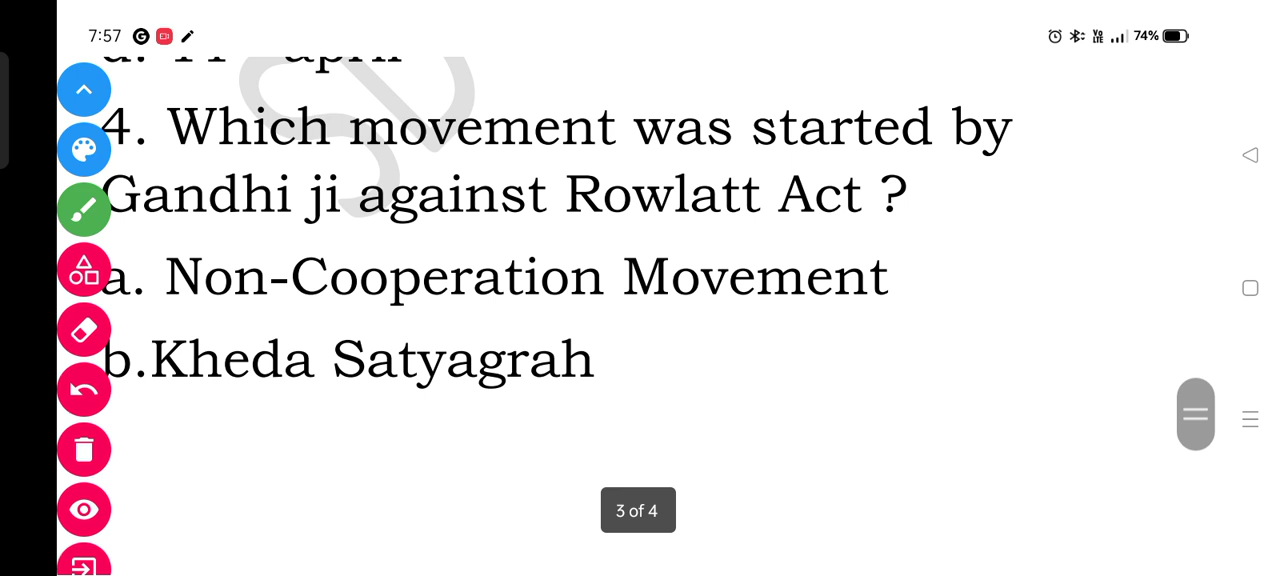 7:57
74%
4. Which movement was started by
Gandhi ji against Rowlatt Act ?
a. Non-Cooperation Movement
b.Kheda Satyagrah
3 of 4